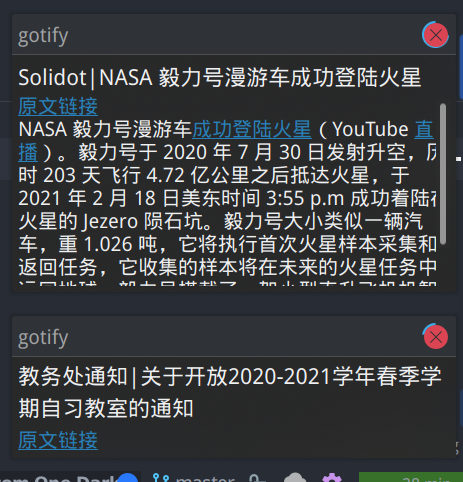 gotify
Solidot|NASA 毅力号漫游车成功登陆火星
原文链接
NASA 毅力号漫游车成功登陆火星（YouTube 直
播）。毅力号于 2020 年 7 月 30 日发射升空，历
时 203 天飞行 4.72 亿公里之后抵达火星，于
2021 年 2 月 18 日美东时间 3:55 p.m 成功着陆在
火星的 Jezero 陨石坑。毅力号大小类似一辆汽
车，重 1.026 吨，它将执行首次火星样本采集和
返回任务，它收集的样本将在未来的火星任务中
gotify
教务处通知|关于开放2020-2021学年春季学
期自习教室的通知
原文链接
om One Dark
master